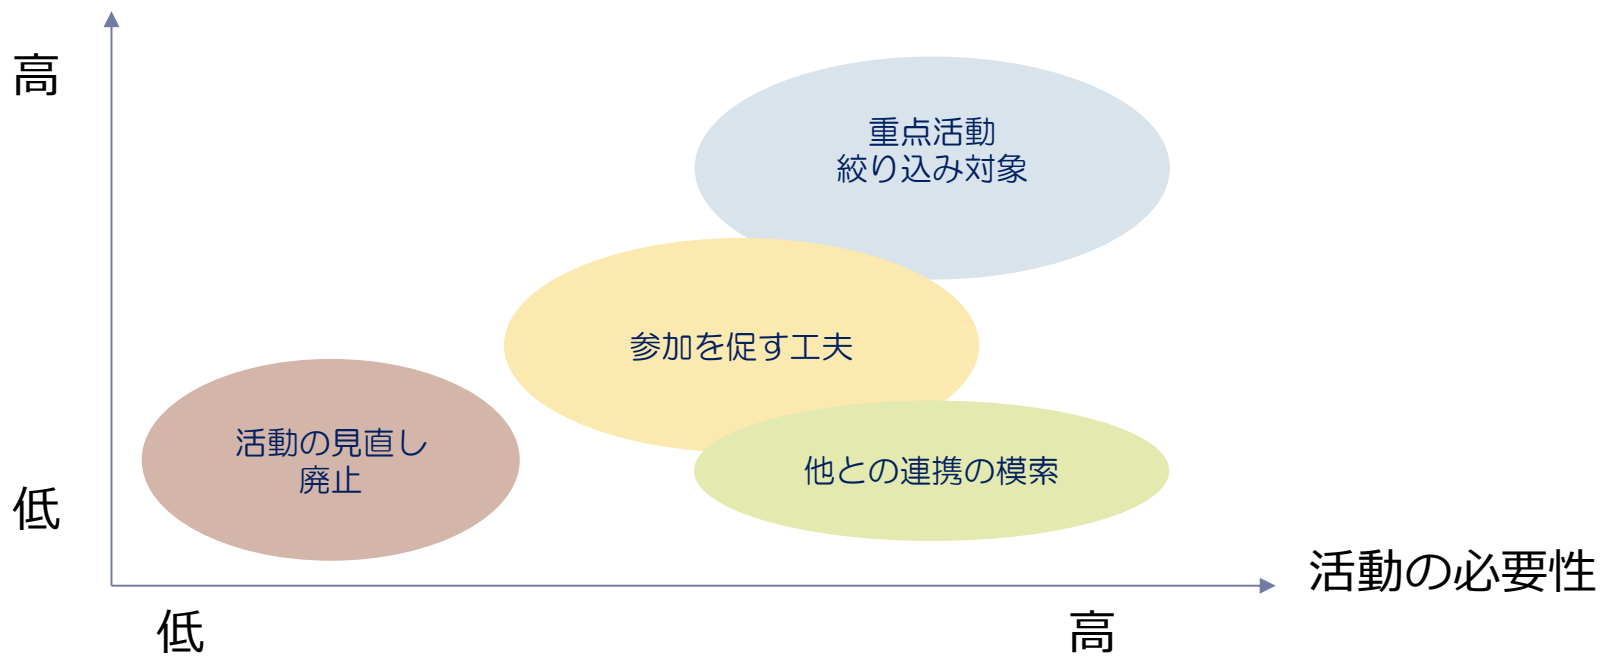 高
重点活動
絞り込み対象
参加を促す工夫
活動の見直し
廃止
他との連携の模索
低
活動の必要性
低
高